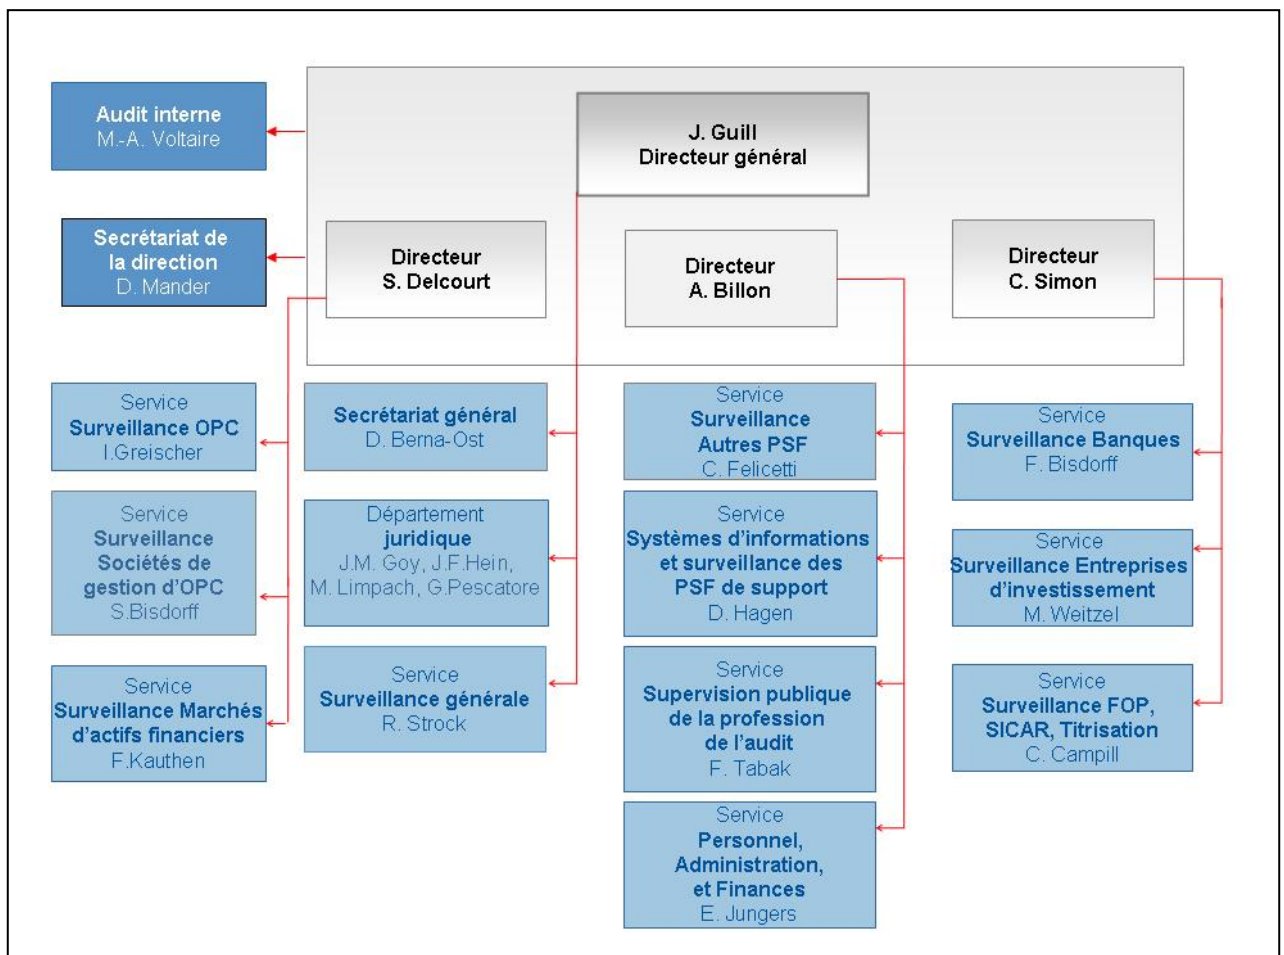 Audit interne
M.-A. Voltaire
J. Guill
Directeur général
Secrétariat de
la direction
D. Mander
Directeur
S. Delcourt
Directeur
A. Billon
Directeur
C. Simon
Service
Surveillance OPC
I.Greischer
Service
Surveillance
Sociétés de
gestion d'OPC
S.Bisdorff
Service
Surveillance Marchés
d'actifs financiers
F.Kauthen
Secrétariat général
D. Berna-Ost
Département
juridique
J.M. Goy, J.F.Hein,
M. Limpach, G.Pescatore
Service
Surveillance générale
R. Strock
Service
Surveillance
Autres PSF
C. Felicetti
Service
Systèmes d'informations
et surveillance des
PSF de support
D. Hagen
Service
Supervision publique
de la profession
de l'audit
F. Tabak
Service
Personnel,
Administration,
et Finances
E. Jungers
Service
Surveillance Banques
F. Bisdorff
Service
Surveillance Entreprises
d'investissement
M. Weitzel
Service
Surveillance FOP,
SICAR, Titrisation
C. Campill